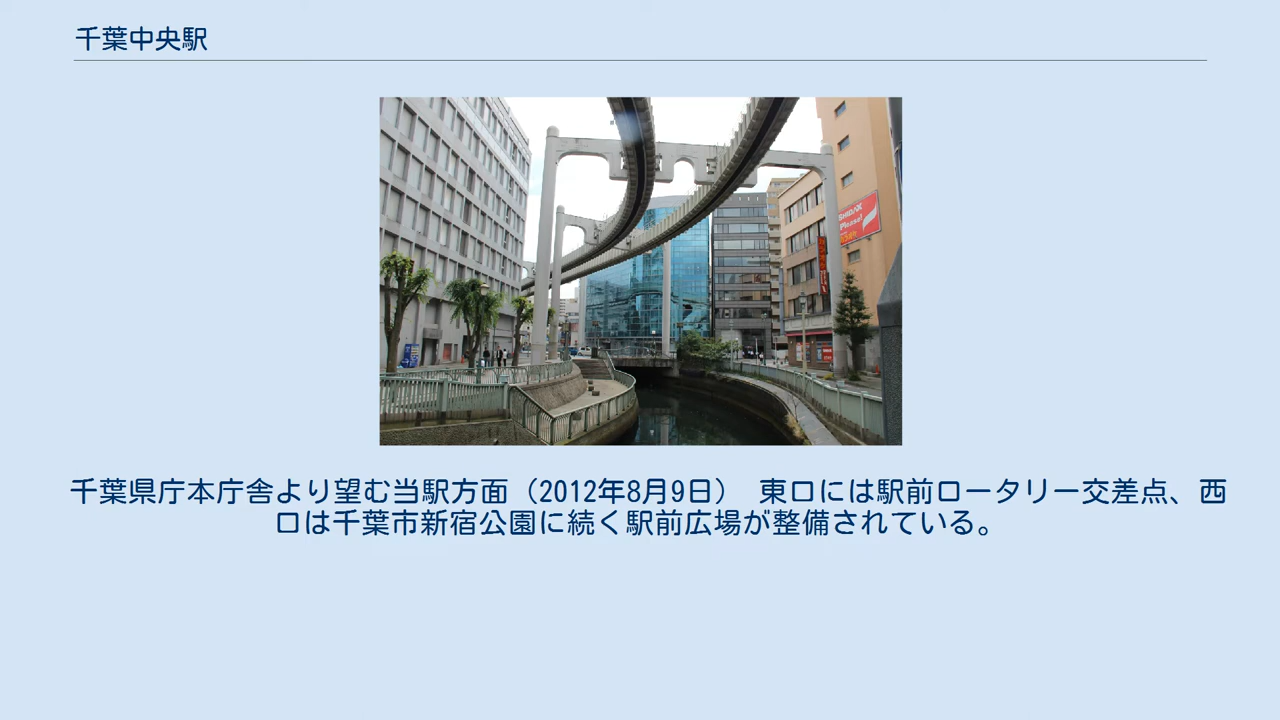 千葉中央駅
SHIDAX
Please!
千葉県庁本庁舎より望む当駅方面（2012年8月9日） 東口には駅前ロータリー交差点、西
口は千葉市新宿公園に続く駅前広場が整備されている。